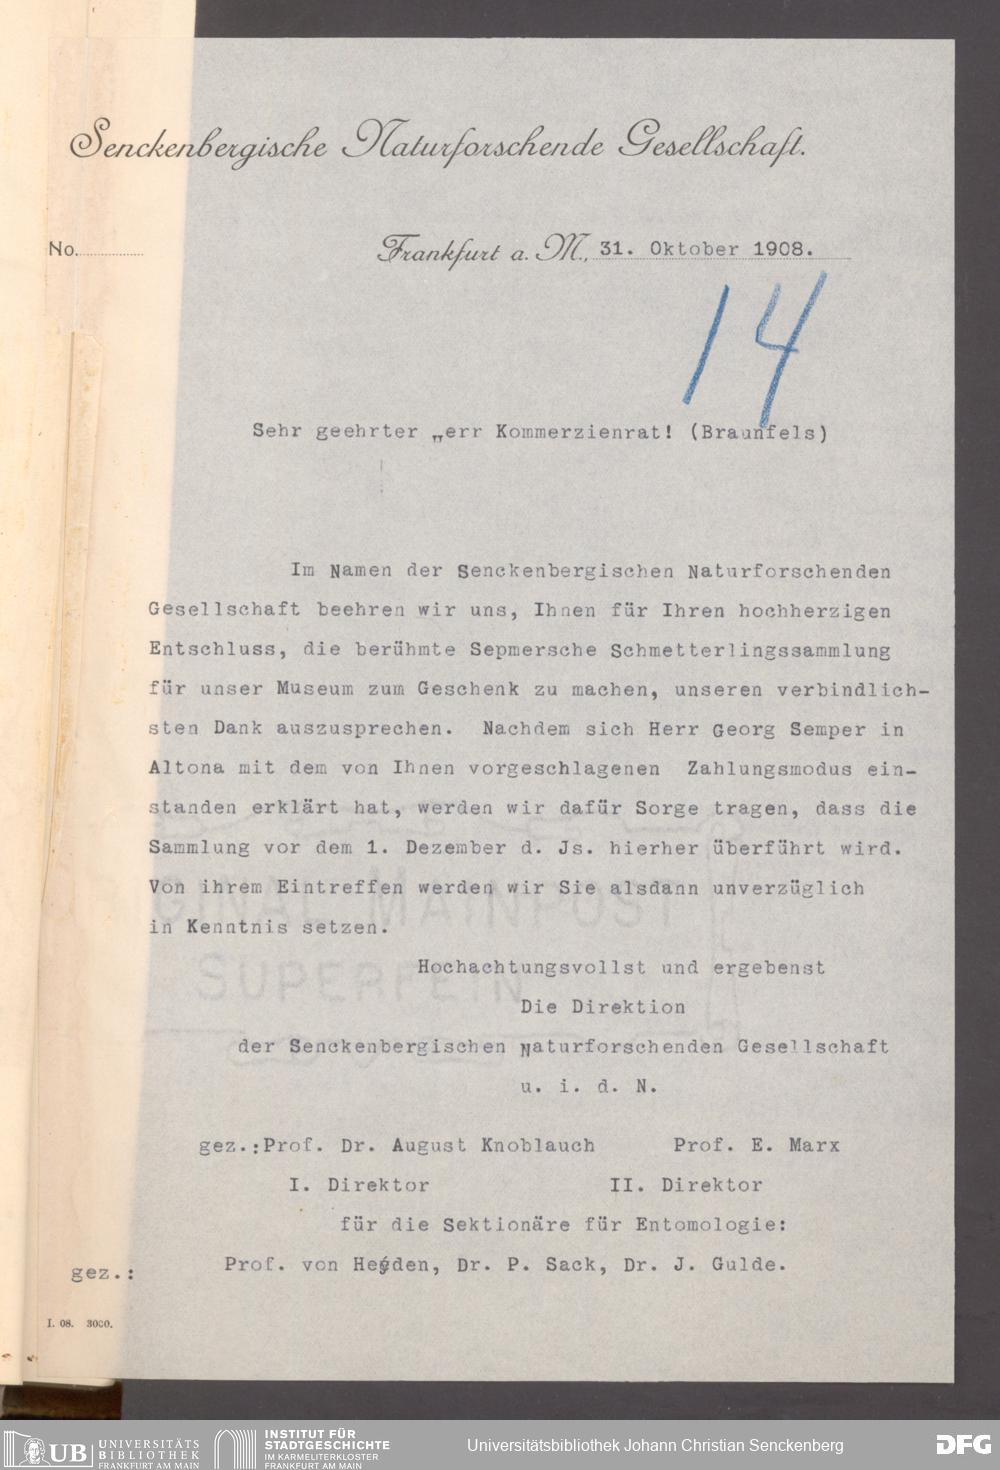 Senckenbergische Naturforschende Gesellschaft.
No.
Frankfurt a. M., 31. Oktober 1908.
14
Sehr geehrter „err Kommerzienrat! (Braunfels)
Im Namen der Senckenbergischen Naturforschenden
Gesellschaft beehren wir uns, Ihnen für Ihren hochherzigen
Entschluss, die berühmte Sepmersche Schmetterlingssammlung
für unser Museum zum Geschenk zu machen, unseren verbindlich-
sten Dank auszusprechen. Nachdem sich Herr Georg Semper in
Altona mit dem von Ihnen vorgeschlagenen Zahlungsmodus ein-
standen erklärt hat, werden wir dafür Sorge tragen, dass die
Sammlung vor dem 1. Dezember d. Js. hierher überführt wird.
Von ihrem Eintreffen werden wir Sie alsdann unverzüglich
in Kenntnis setzen.
GINAL MAINPOST
SUPERFEIN
Hochachtungsvollst und ergebenst
Die Direktion
der Senckenbergischen Naturforschenden Gesellschaft
u. i. d. N.
gez.:Prof. Dr. August Knoblauch Prof. E. Marx
I. Direktor II. Direktor
für die Sektionäre für Entomologie:
gez.: Prof. von Heyden, Dr. P. Sack, Dr. J. Gulde.
I. 08. 3000.
UB UNIVERSITÄTS
BIBLIOTHEK
FRANKFURT AM MAIN
INSTITUT FÜR
STADTGESCHICHTE
IM KARMELITERKLOSTER
FRANKFURT AM MAIN
Universitätsbibliothek Johann Christian Senckenberg
DFG